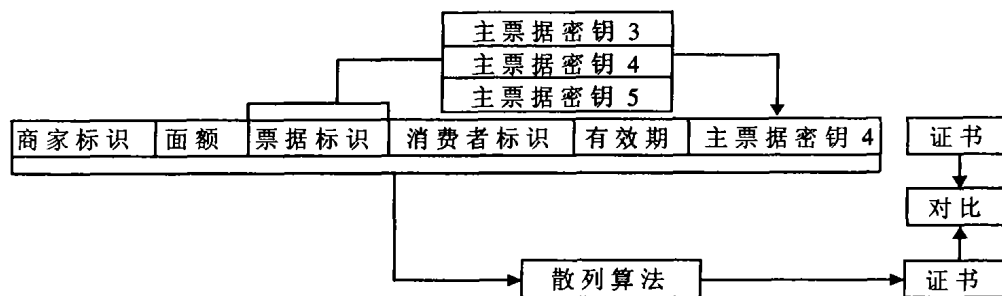 主票据密钥 3
主票据密钥 4
主票据密钥 5
商家标识 面额 票据标识 消费者标识 有效期 主票据密钥 4 证书
对比
散列算法 证书